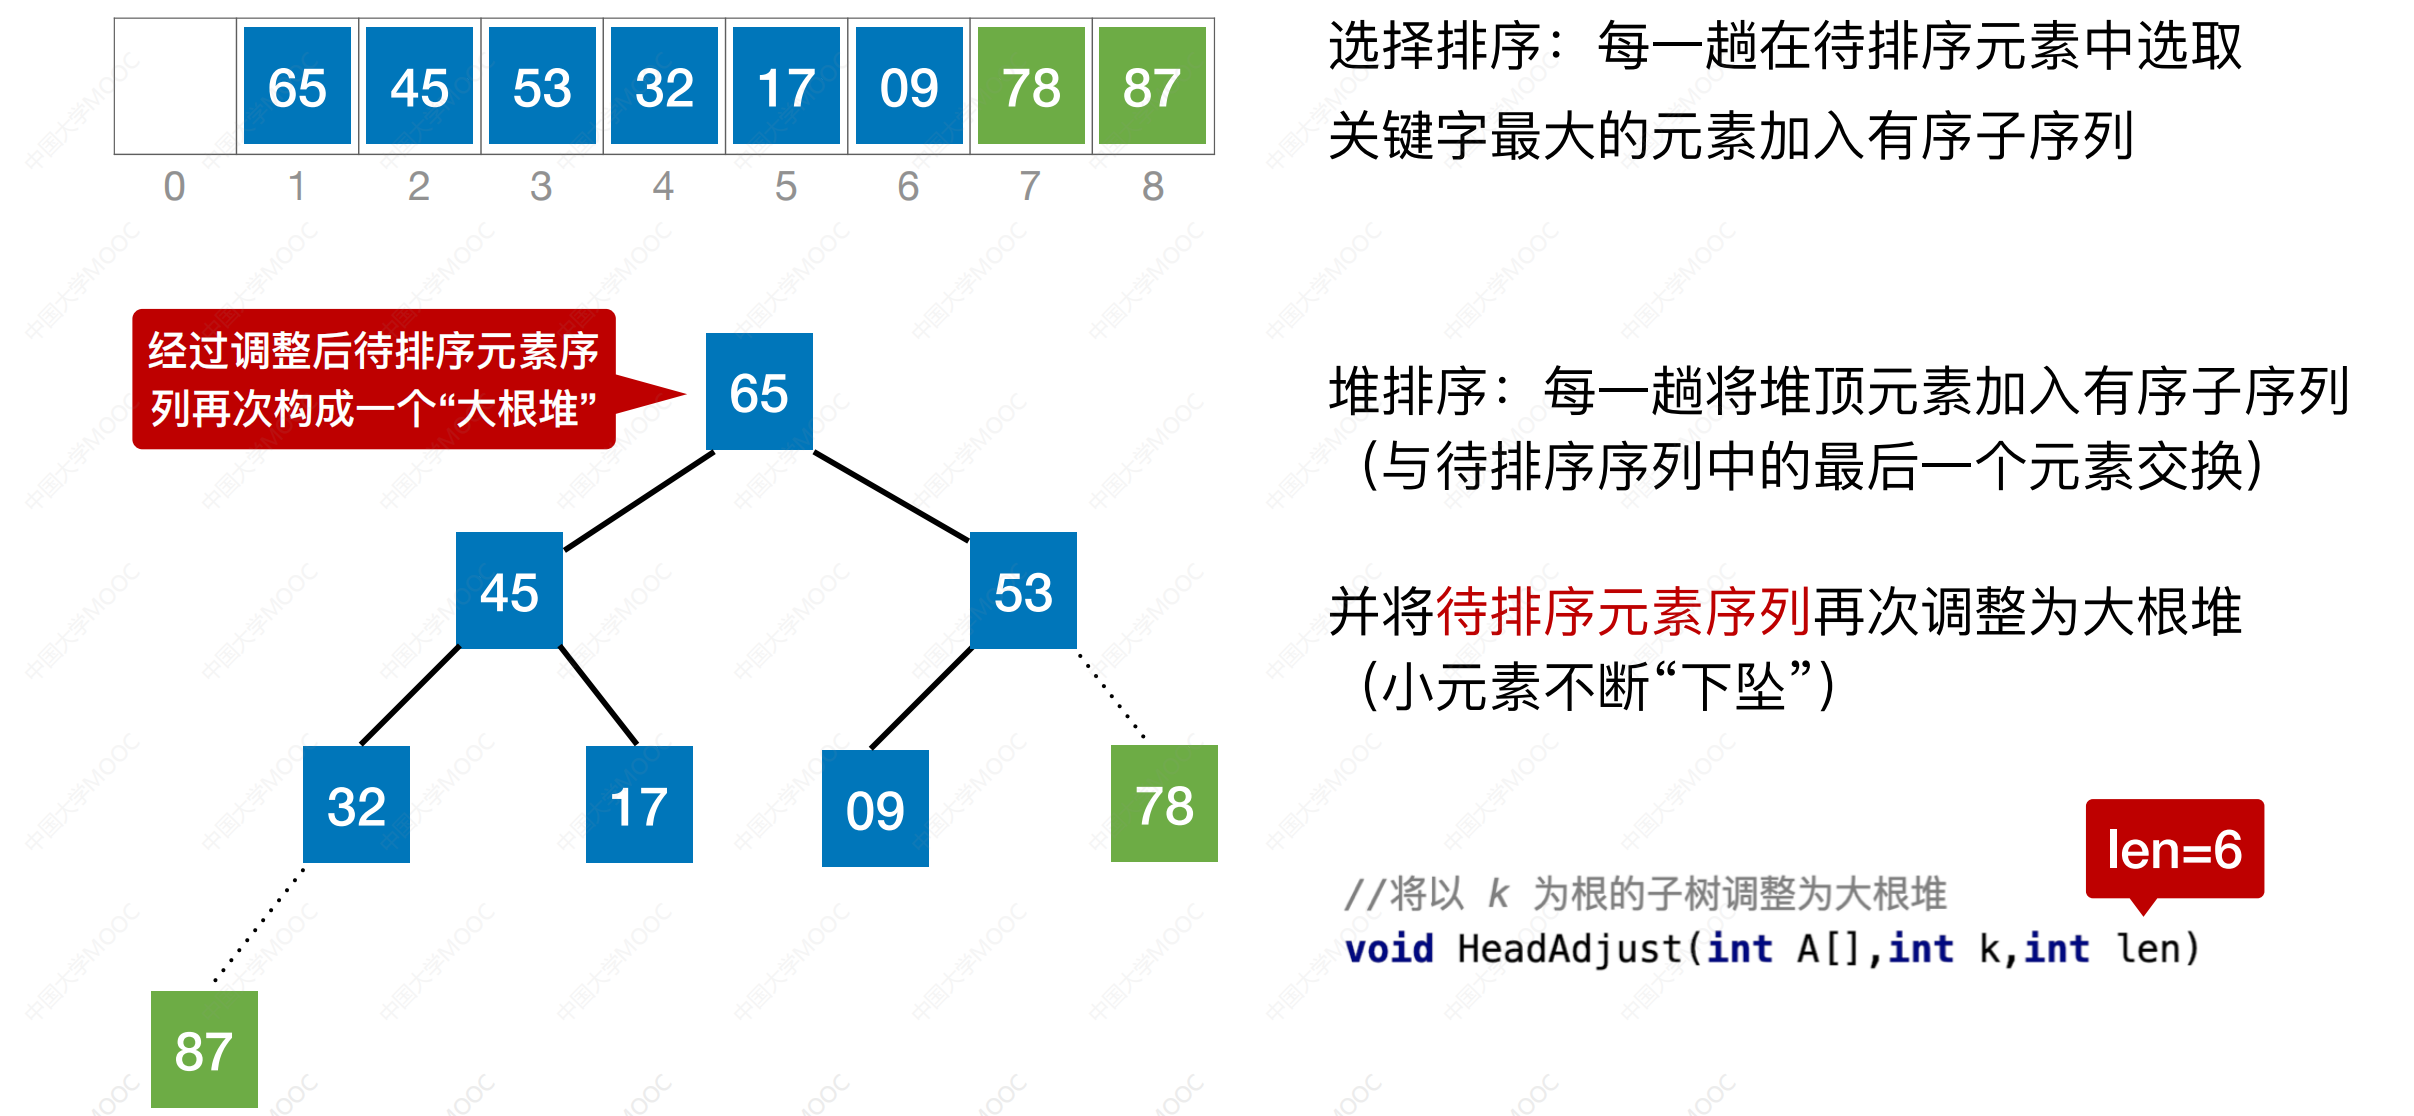 65 45 53 32 17 09 78 87
0 1 2 3 4 5 6 7 8
选择排序：每一趟在待排序元素中选取
关键字最大的元素加入有序子序列
经过调整后待排序元素序
列再次构成一个“大根堆”
65
45 53
32 17 09 78
87
堆排序：每一趟将堆顶元素加入有序子序列
（与待排序序列中的最后一个元素交换）
并将待排序元素序列再次调整为大根堆
（小元素不断“下坠”）
len=6
//将以 k 为根的子树调整为大根堆
void HeadAdjust(int A[],int k,int len)
中国大学MOOC